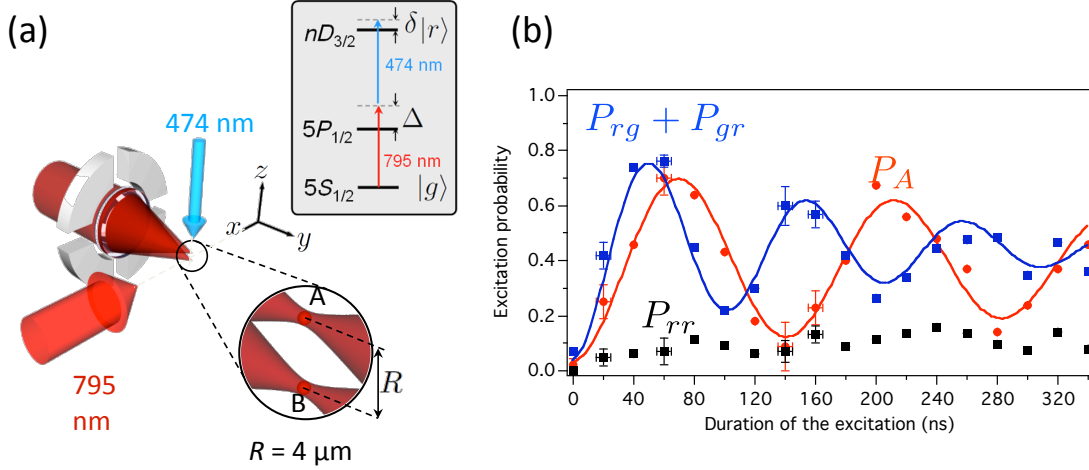 (a)
474 nm
z
x
y
nD3/2
δ
|r⟩
474 nm
5P1/2
Δ
795 nm
5S1/2
|g⟩
A
B
R
795
nm
R = 4 μm
(b)
Excitation probability
1.0
0.8
0.6
0.4
0.2
0.0
Prg + Pgr
PA
Prr
0
40
80
120
160
200
240
280
320
Duration of the excitation (ns)